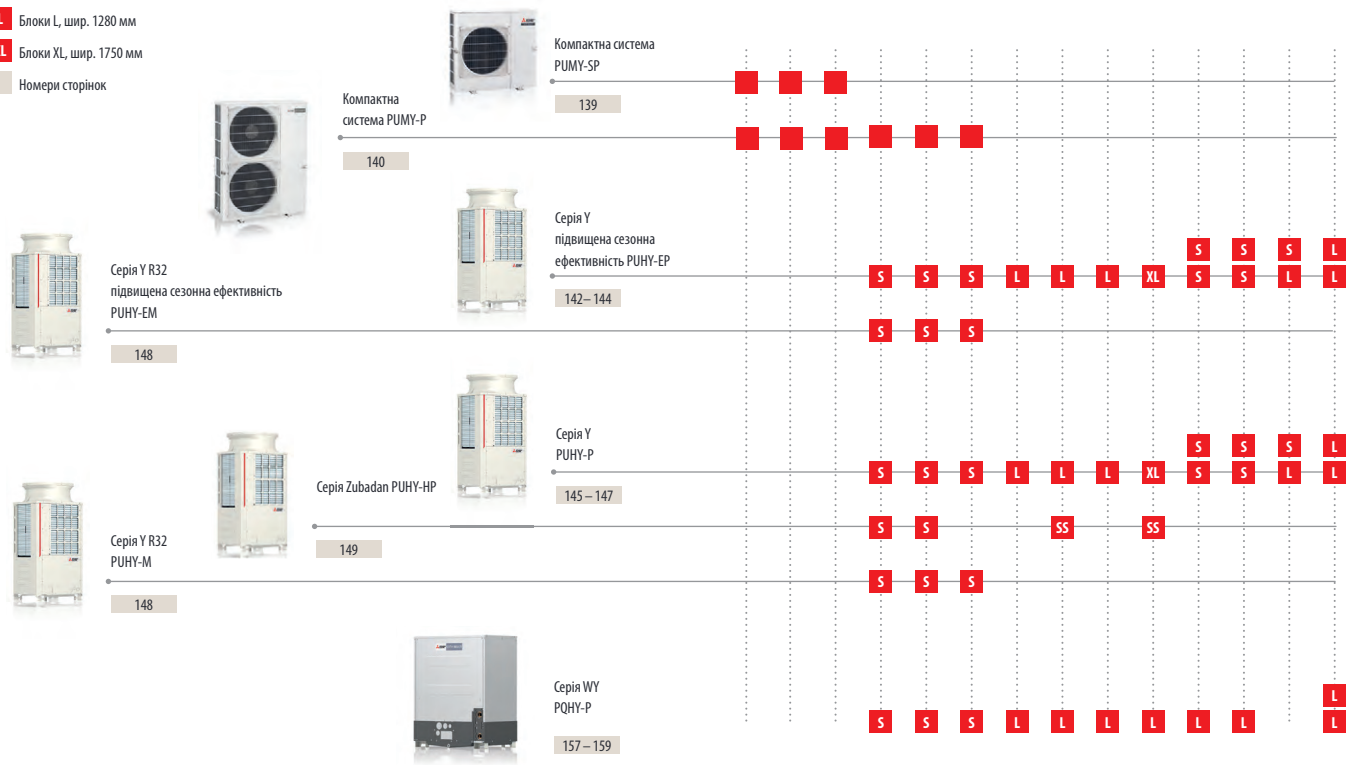 L Блоки L, шир. 1280 мм
XL Блоки XL, шир. 1750 мм
Номери сторінок
Компактна система
PUMY-SP
139
Компактна
система PUMY-P
140
Серія Y
підвищена сезонна
ефективність PUHY-EP
142– 144
S S S L
S S S L L L XL S S L L
Серія Y R32
підвищена сезонна ефективність
PUHY-EM
148
S S S
Серія Y
PUHY-P
145 – 147
S S S L
S S S L L L XL S S L L
Серія Zubadan PUHY-HP
149
S S SS SS
Серія Y R32
PUHY-M
148
S S S
Серія WY
PQHY-P
157 – 159
L
S S S L L L L L L L